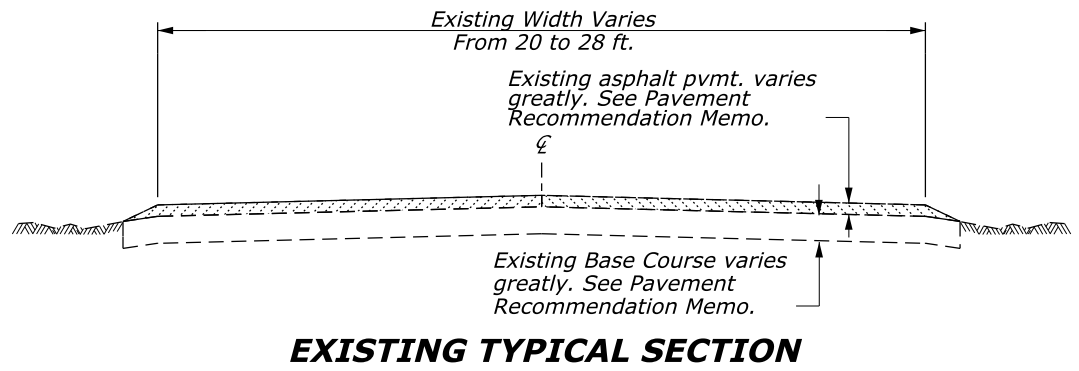 Existing Width Varies
From 20 to 28 ft.
Existing asphalt pvmt. varies
greatly. See Pavement
Recommendation Memo.
℄
Existing Base Course varies
greatly. See Pavement
Recommendation Memo.
EXISTING TYPICAL SECTION